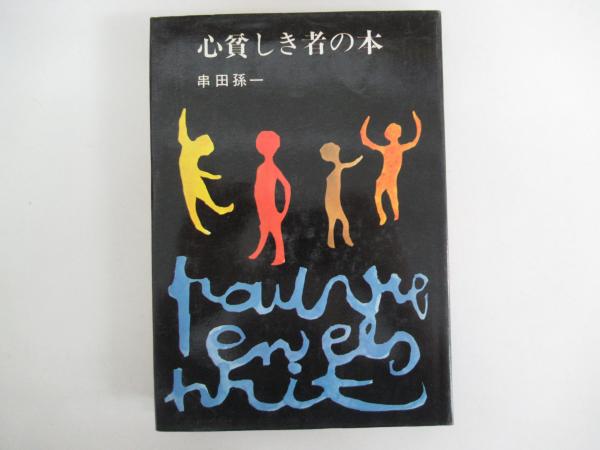 心貧しき者の本
串田孫一
pauvre
en es
prit